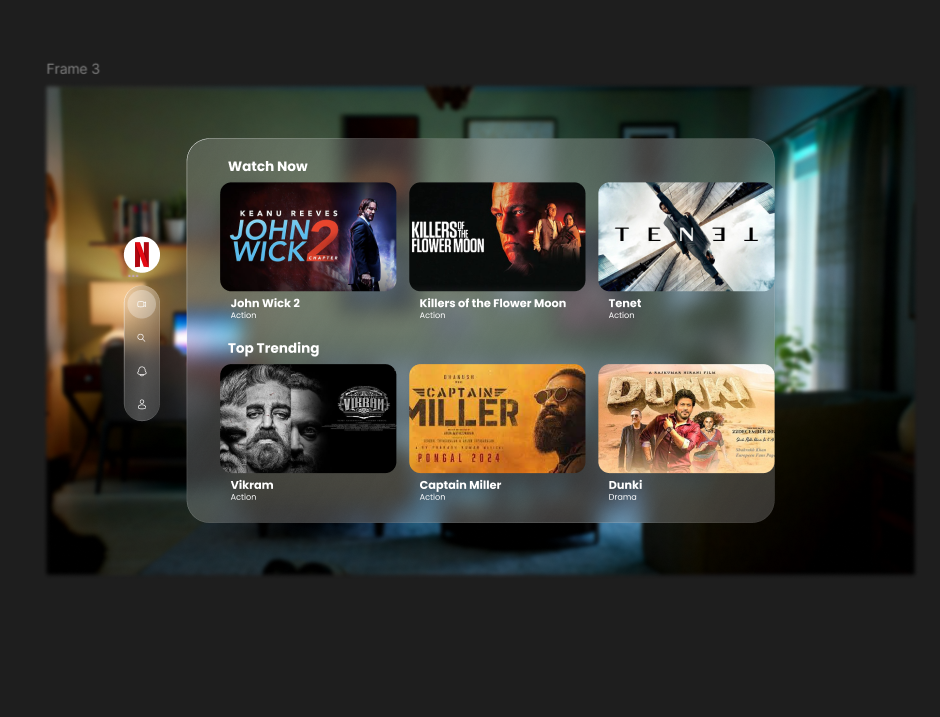 Frame 3
N
Watch Now
KEANU REEVES
JOHN
WICK 2
CHAPTER
KILLERS OF THE
FLOWER MOON
TENET
John Wick 2
Action
Killers of the Flower Moon
Action
Tenet
Action
Top Trending
VIKRAM
DHANUSH
CAPTAIN
MILLER
PONGAL 2024
A RAJKUMAR HIRANI FILM
DUNKI
Vikram
Action
Captain Miller
Action
Dunki
Drama